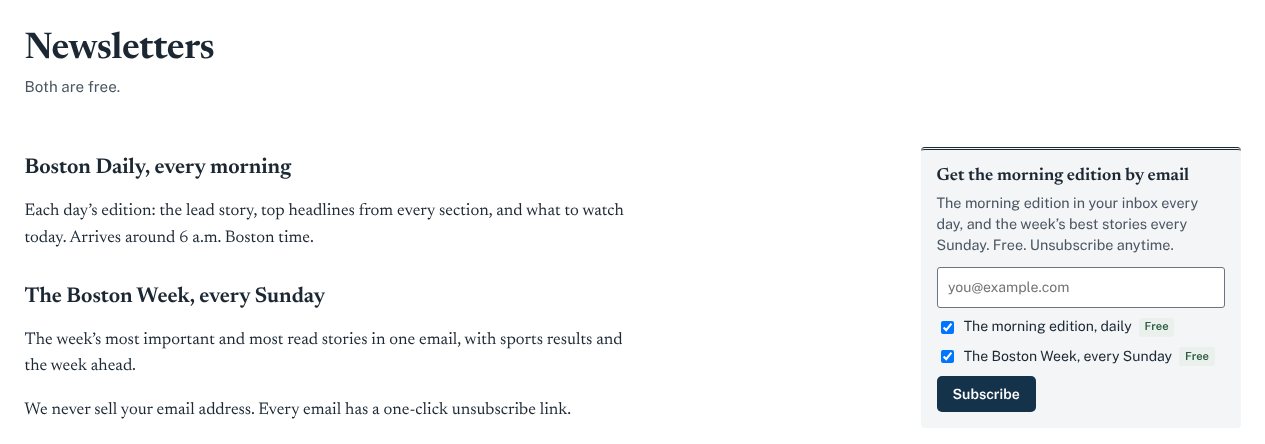 Newsletters
Both are free.
Boston Daily, every morning
Each day’s edition: the lead story, top headlines from every section, and what to watch
today. Arrives around 6 a.m. Boston time.
The Boston Week, every Sunday
The week’s most important and most read stories in one email, with sports results and
the week ahead.
We never sell your email address. Every email has a one-click unsubscribe link.
Get the morning edition by email
The morning edition in your inbox every
day, and the week’s best stories every
Sunday. Free. Unsubscribe anytime.
you@example.com
The morning edition, daily Free
The Boston Week, every Sunday Free
Subscribe